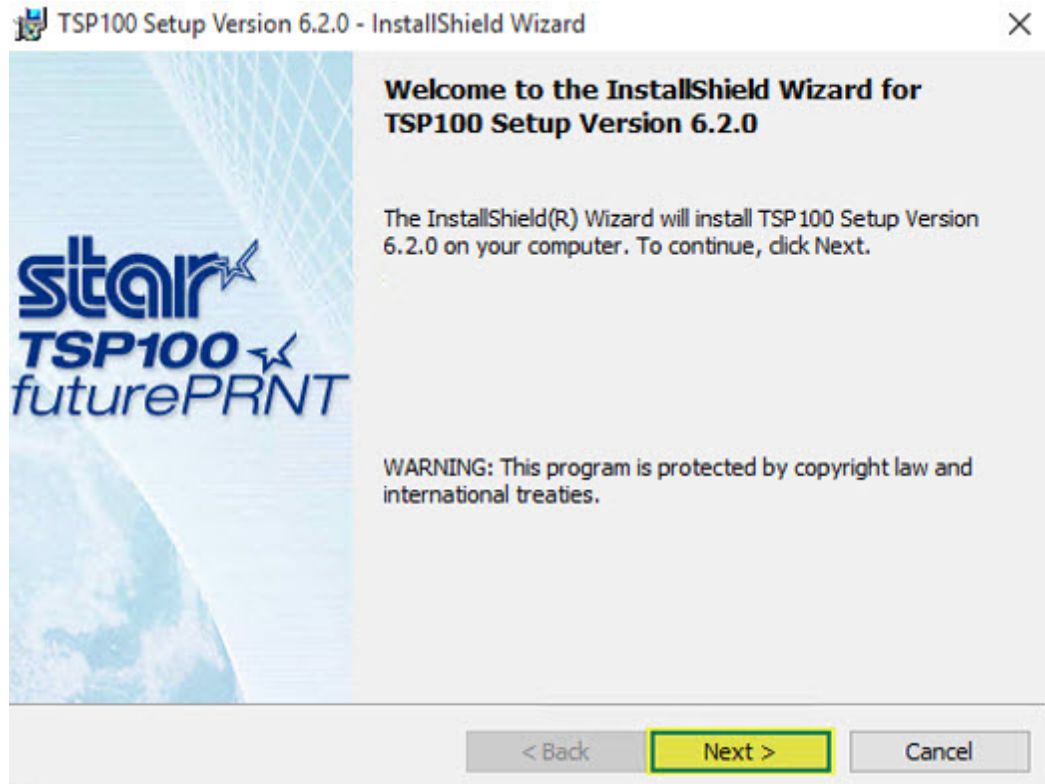 TSP100 Setup Version 6.2.0 - InstallShield Wizard
Welcome to the InstallShield Wizard for
TSP100 Setup Version 6.2.0
The InstallShield(R) Wizard will install TSP100 Setup Version
6.2.0 on your computer. To continue, click Next.
star
TSP100
futurePRNT
WARNING: This program is protected by copyright law and
international treaties.
< Back
Next >
Cancel